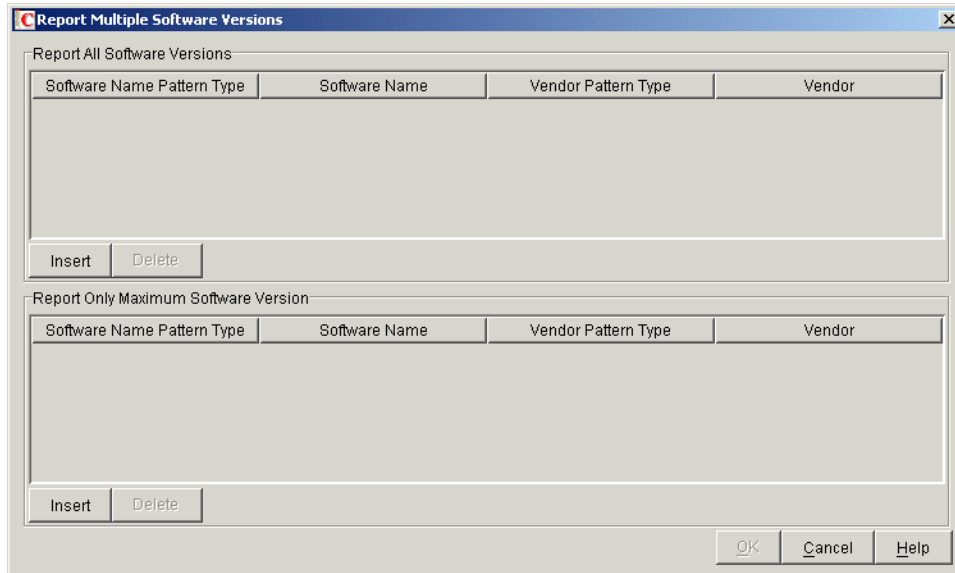 Report Multiple Software Versions
Report All Software Versions
Software Name Pattern Type Software Name Vendor Pattern Type Vendor
Insert Delete
Report Only Maximum Software Version
Software Name Pattern Type Software Name Vendor Pattern Type Vendor
Insert Delete
OK Cancel Help